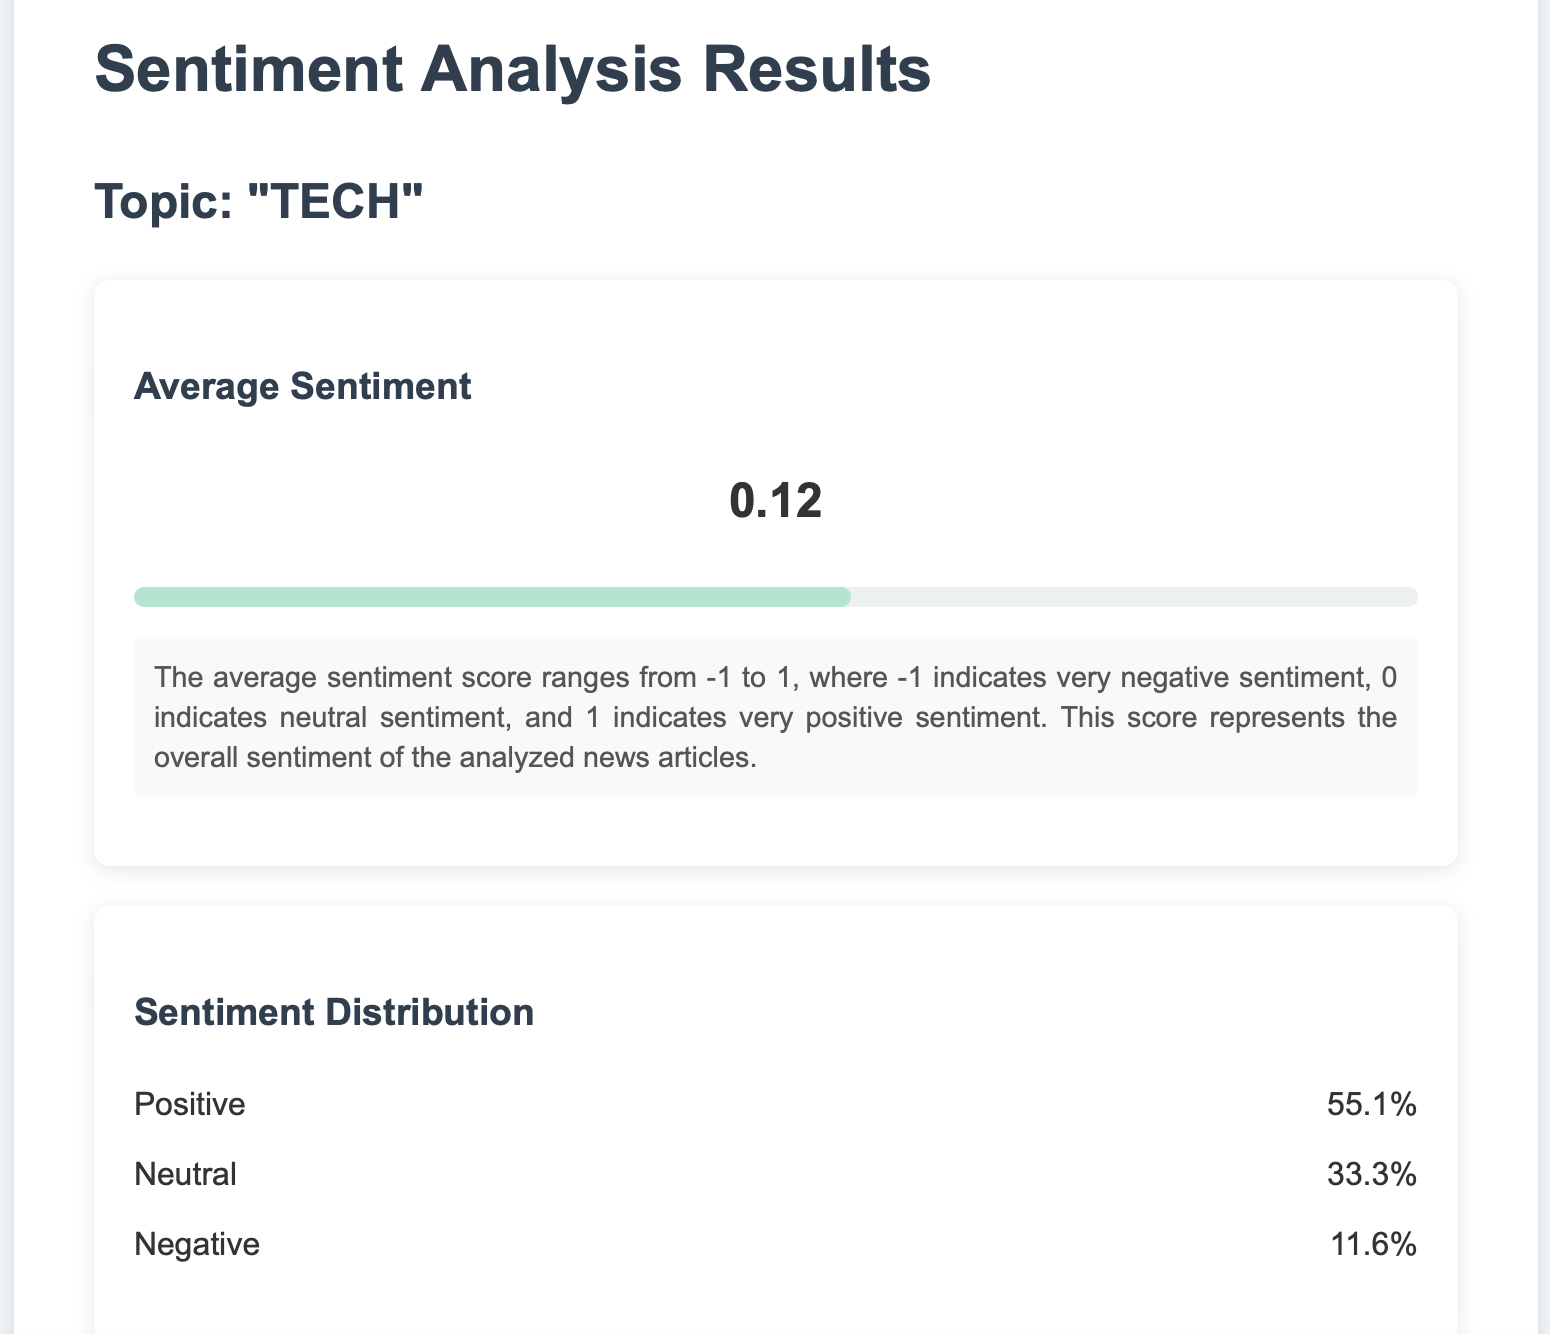 Sentiment Analysis Results
Topic: "TECH"
Average Sentiment
0.12
The average sentiment score ranges from -1 to 1, where -1 indicates very negative sentiment, 0
indicates neutral sentiment, and 1 indicates very positive sentiment. This score represents the
overall sentiment of the analyzed news articles.
Sentiment Distribution
Positive 55.1%
Neutral 33.3%
Negative 11.6%